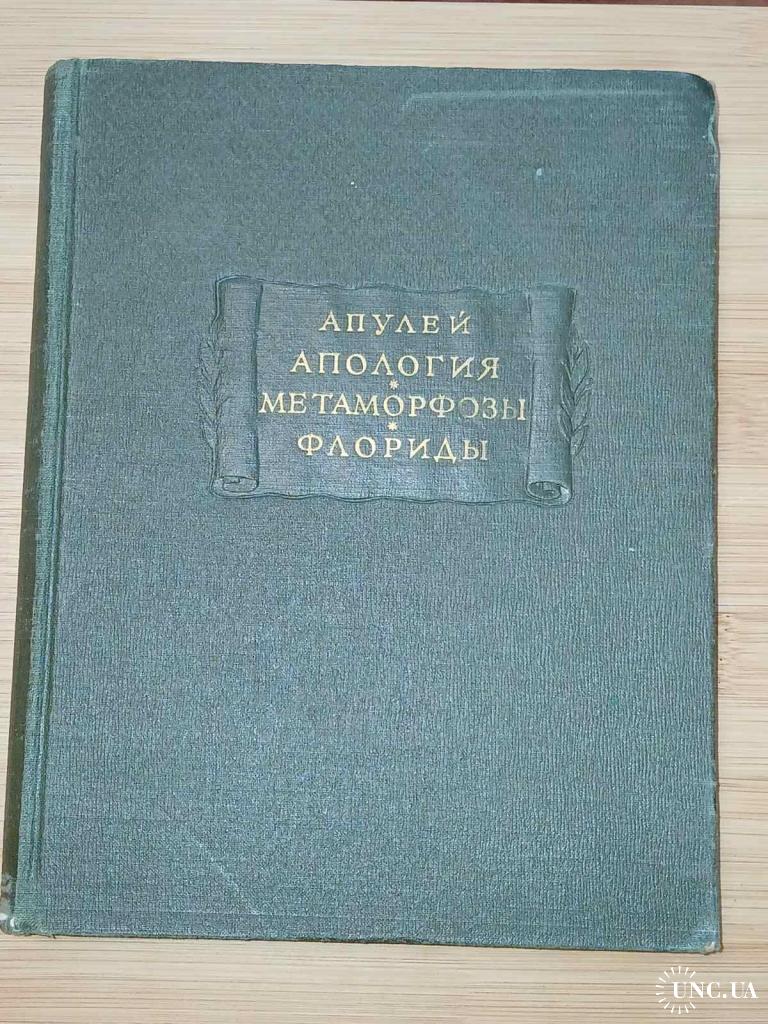 АПУЛЕЙ
АПОЛОГИЯ
*
МЕТАМОРФОЗЫ
*
ФЛОРИДЫ
UNC.UA